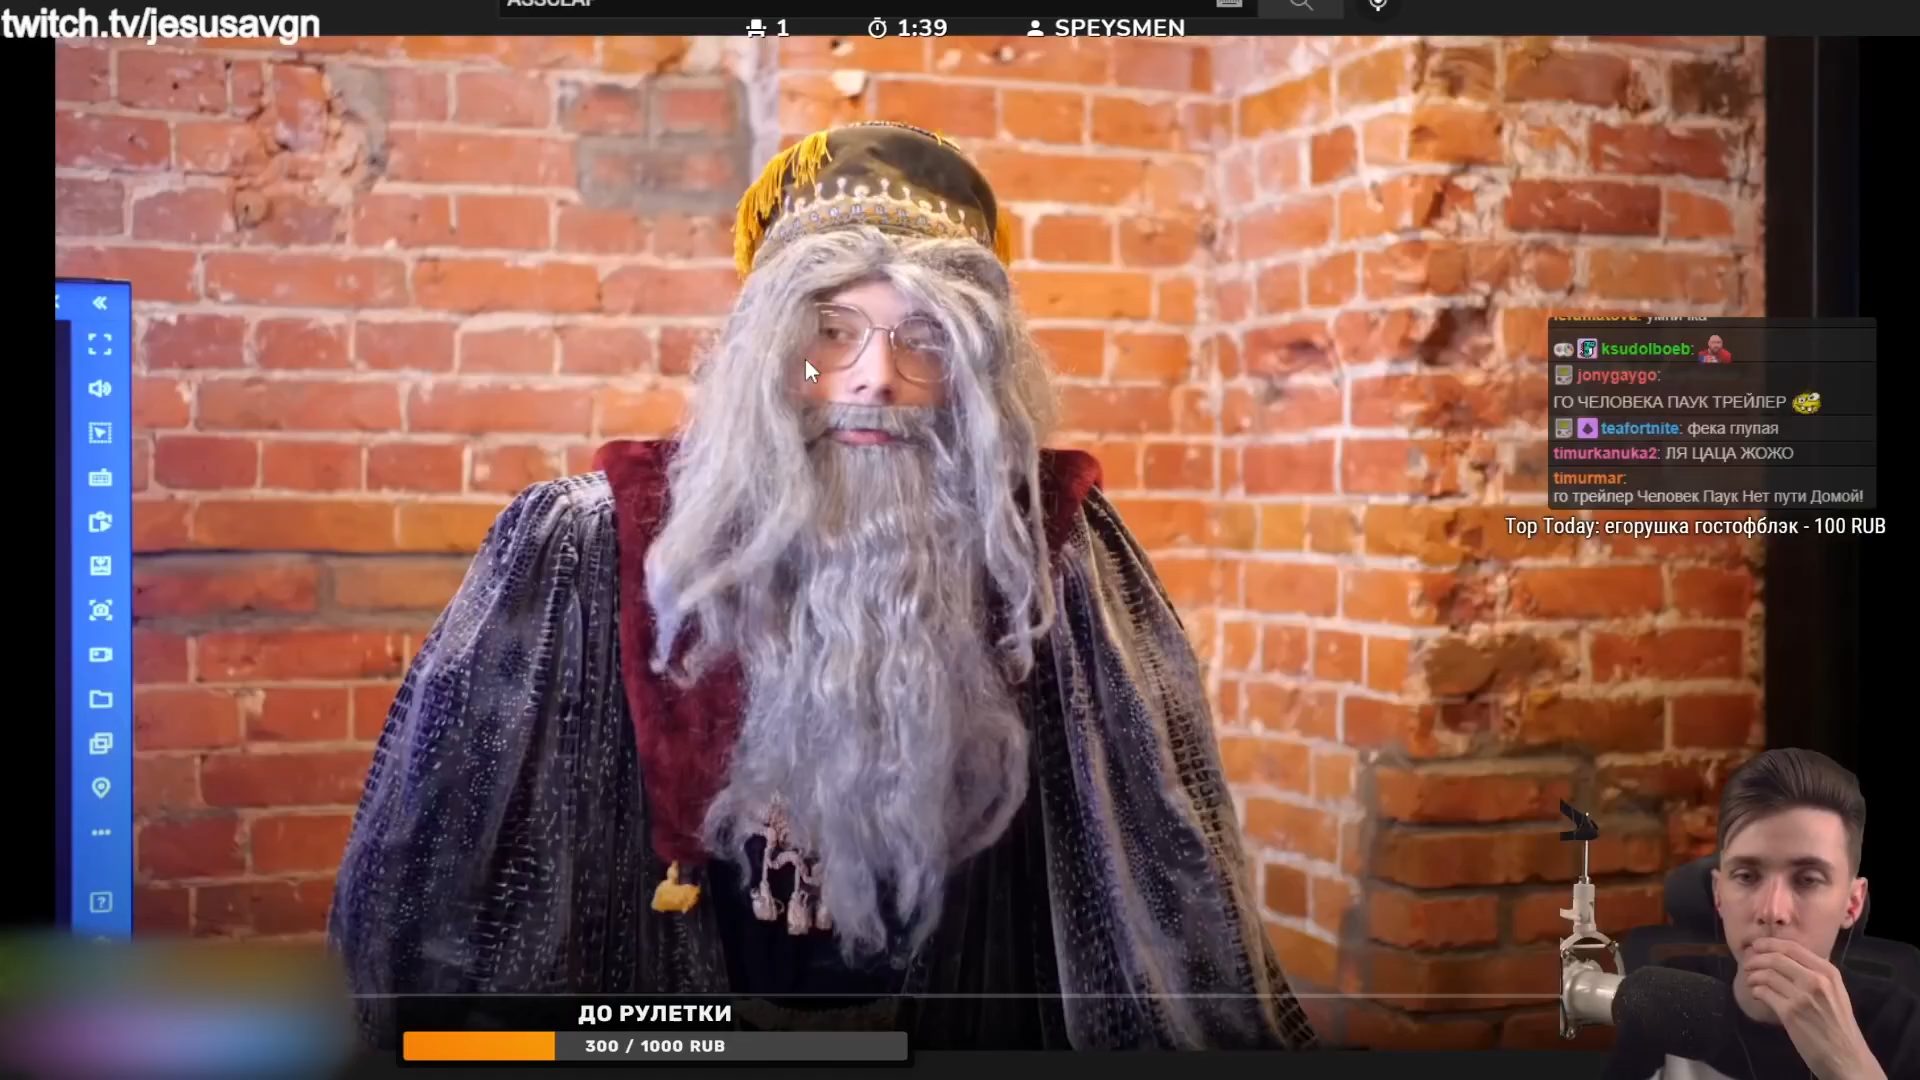 ASSCLAP
twitch.tv/jesusavgn
1
1:39
SPEYSMEN
ksudolboeb:
jonygaygo:
ГО ЧЕЛОВЕКА ПАУК ТРЕЙЛЕР
teafortnite: фека глупая
timurkanuka2: ЛЯ ЦАЦА ЖОЖО
timurmar:
го трейлер Человек Паук Нет пути Домой!
Top Today: егорушка гостофблэк - 100 RUB
ДО РУЛЕТКИ
300 / 1000 RUB